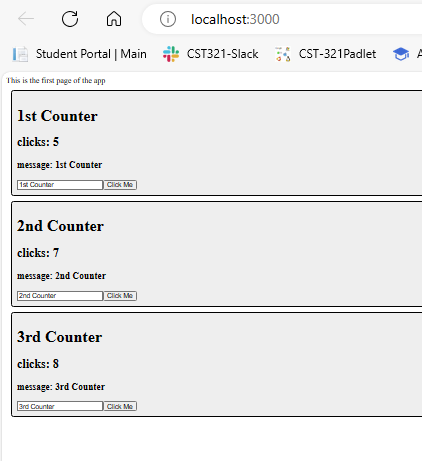 localhost:3000
Student Portal | Main CST321-Slack CST-321Padlet
This is the first page of the app
1st Counter
clicks: 5
message: 1st Counter
1st Counter Click Me
2nd Counter
clicks: 7
message: 2nd Counter
2nd Counter Click Me
3rd Counter
clicks: 8
message: 3rd Counter
3rd Counter Click Me